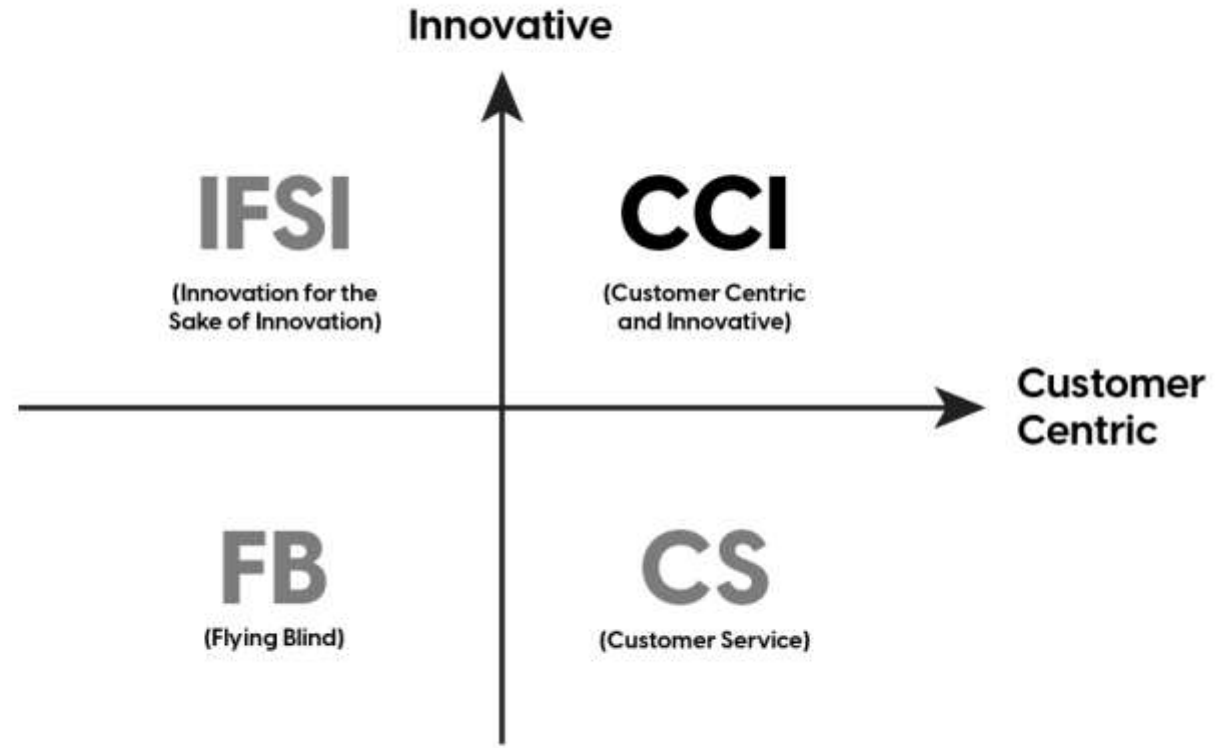 Innovative
IFSI
(Innovation for the
Sake of Innovation)
CCI
(Customer Centric
and Innovative)
Customer
Centric
FB
(Flying Blind)
CS
(Customer Service)